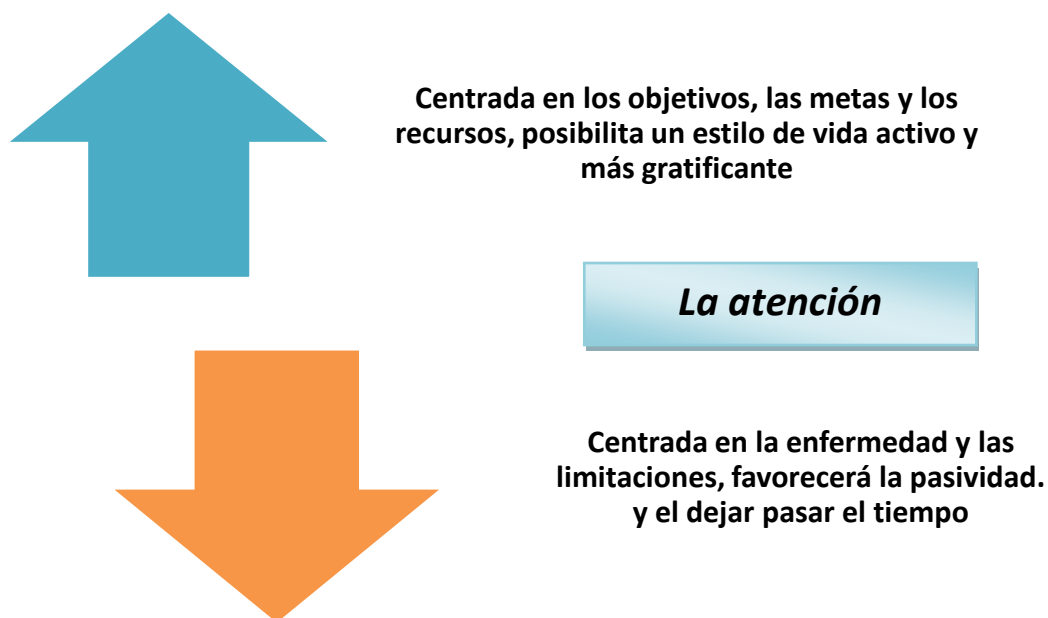 Centrada en los objetivos, las metas y los
recursos, posibilita un estilo de vida activo y
más gratificante
La atención
Centrada en la enfermedad y las
limitaciones, favorecerá la pasividad.
y el dejar pasar el tiempo